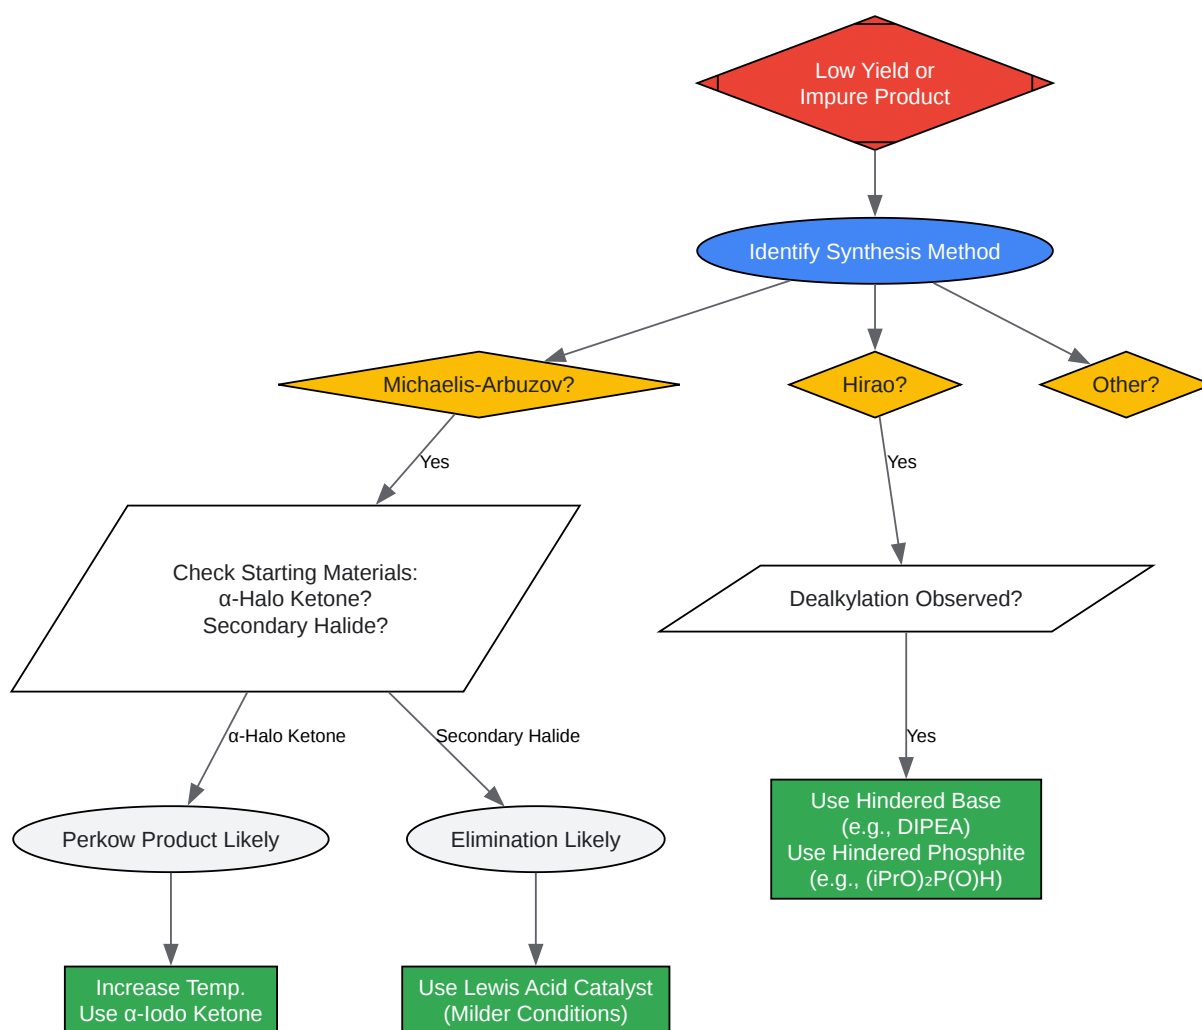 Low Yield or
Impure Product
Identify Synthesis Method
Michaelis-Arbuzov?
Hirao?
Other?
Yes
Yes
Check Starting Materials:
α-Halo Ketone?
Secondary Halide?
Dealkylation Observed?
α-Halo Ketone
Secondary Halide
Yes
Perkow Product Likely
Elimination Likely
Use Hindered Base
(e.g., DIPEA)
Use Hindered Phosphite
(e.g., (iPrO)₂P(O)H)
Increase Temp.
Use α-Iodo Ketone
Use Lewis Acid Catalyst
(Milder Conditions)